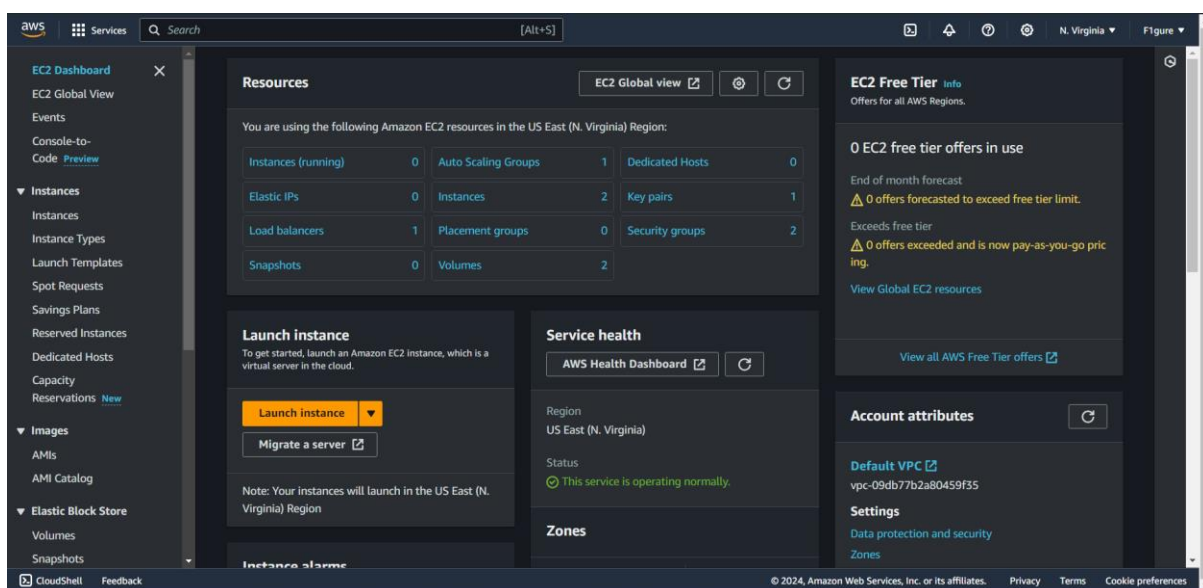 aws
Services
Search
[Alt+S]
N. Virginia
F1gure
EC2 Dashboard
EC2 Global View
Events
Console-to-
Code Preview
Instances
Instances
Instance Types
Launch Templates
Spot Requests
Savings Plans
Reserved Instances
Dedicated Hosts
Capacity
Reservations New
Images
AMIs
AMI Catalog
Elastic Block Store
Volumes
Snapshots
Resources
EC2 Global view
You are using the following Amazon EC2 resources in the US East (N. Virginia) Region:
Instances (running) 0
Auto Scaling Groups 1
Dedicated Hosts 0
Elastic IPs 0
Instances 2
Key pairs 1
Load balancers 1
Placement groups 0
Security groups 2
Snapshots 0
Volumes 2
Launch instance
To get started, launch an Amazon EC2 instance, which is a
virtual server in the cloud.
Launch instance
Migrate a server
Note: Your instances will launch in the US East (N.
Virginia) Region
Instance alarms
Service health
AWS Health Dashboard
Region
US East (N. Virginia)
Status
This service is operating normally.
Zones
EC2 Free Tier Info
Offers for all AWS Regions.
0 EC2 free tier offers in use
End of month forecast
0 offers forecasted to exceed free tier limit.
Exceeds free tier
0 offers exceeded and is now pay-as-you-go pric
ing.
View Global EC2 resources
View all AWS Free Tier offers
Account attributes
Default VPC
vpc-09db77b2a80459f35
Settings
Data protection and security
Zones
CloudShell
Feedback
© 2024, Amazon Web Services, Inc. or its affiliates.
Privacy
Terms
Cookie preferences